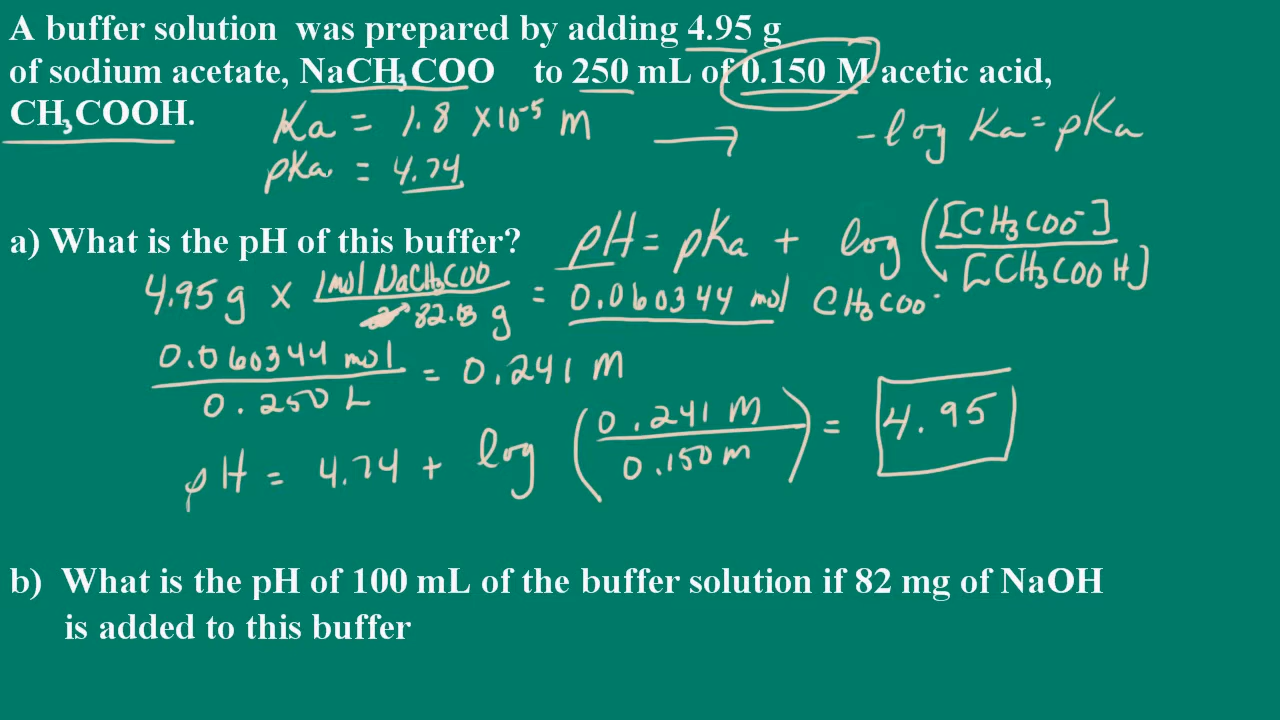 A buffer solution was prepared by adding 4.95 g
of sodium acetate, NaCH₃COO to 250 mL of 0.150 M acetic acid,
CH₃COOH.
Ka = 1.8 ×10⁻⁵ M → -log Ka = pKa
pKa = 4.74
a) What is the pH of this buffer? pH = pKa + log ([CH₃COO⁻] / [CH₃COOH])
4.95 g × 1mol NaCH₃COO / 82.03 g = 0.060344 mol CH₃COO⁻
0.060344 mol / 0.250 L = 0.241 M
pH = 4.74 + log (0.241 M / 0.150 M) = 4.95
b) What is the pH of 100 mL of the buffer solution if 82 mg of NaOH
is added to this buffer